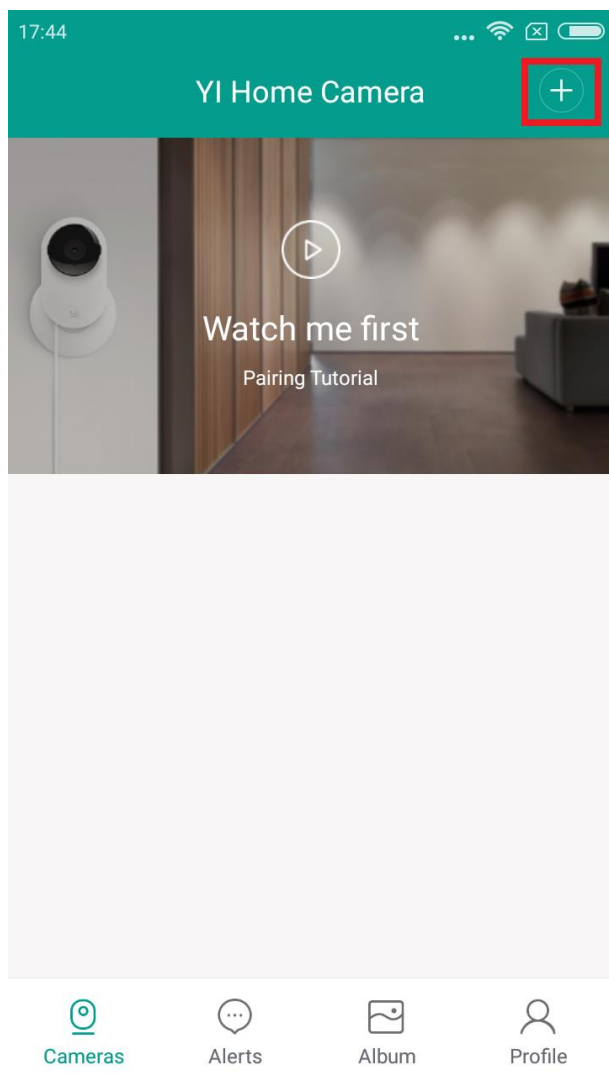 17:44
YI Home Camera
Watch me first
Pairing Tutorial
Cameras
Alerts
Album
Profile